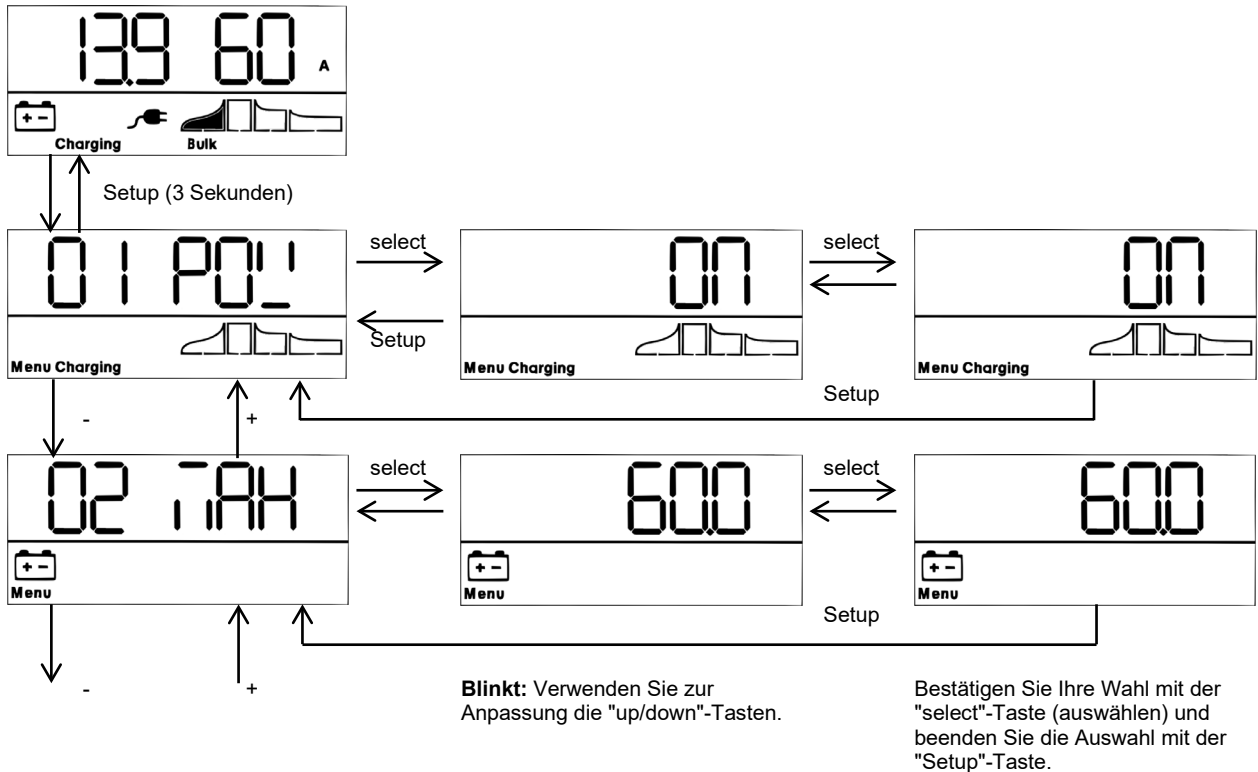 13.9 60 A
+ -
Charging Bulk
Setup (3 Sekunden)
01 POW
Menu Charging
select
Setup
ON
Menu Charging
select
ON
Menu Charging
Setup
- +
02 MAH
+ -
Menu
select
60.0
+ -
Menu
select
60.0
+ -
Menu
Setup
- +
Blinkt: Verwenden Sie zur
Anpassung die "up/down"-Tasten.
Bestätigen Sie Ihre Wahl mit der
"select"-Taste (auswählen) und
beenden Sie die Auswahl mit der
"Setup"-Taste.